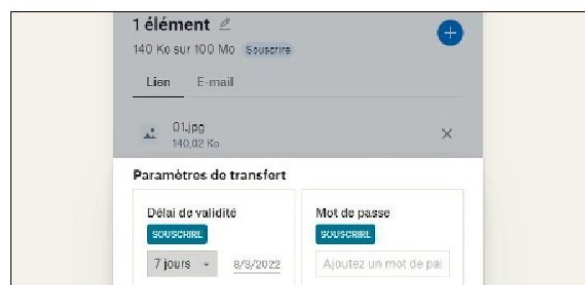 1 élément
140 Ko sur 100 Mo Souscrire
Lien E-mail
01.jpg
140,02 Ko
Paramètres de transfert
Délai de validité
SOUSCRIRE
7 jours 8/3/2022
Mot de passe
SOUSCRIRE
Ajoutez un mot de pa